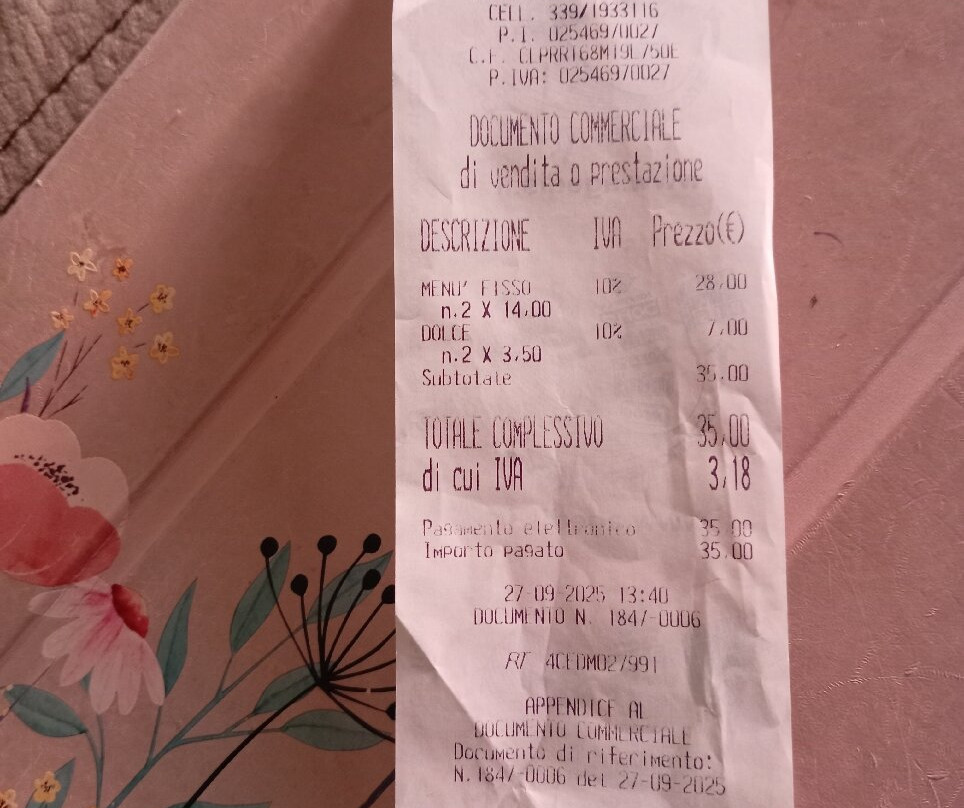 CELL. 339/1933116
P.I. 02546970027
C.F. CLPRRT68M19L750E
P.IVA: 02546970027
DOCUMENTO COMMERCIALE
di vendita o prestazione
DESCRIZIONE IVA Prezzo(€)
MENU' FISSO 10% 28,00
n.2 X 14,00
DOLCE 10% 7,00
n.2 X 3,50
Subtotale 35,00
TOTALE COMPLESSIVO 35,00
di cui IVA 3,18
Pagamento elettronico 35,00
Importo pagato 35,00
27-09-2025 13:40
DOCUMENTO N. 1847-0006
RT 4CEDM027991
APPENDICE AL
DOCUMENTO COMMERCIALE
Documento di riferimento:
N.1847-0006 del 27-09-2025